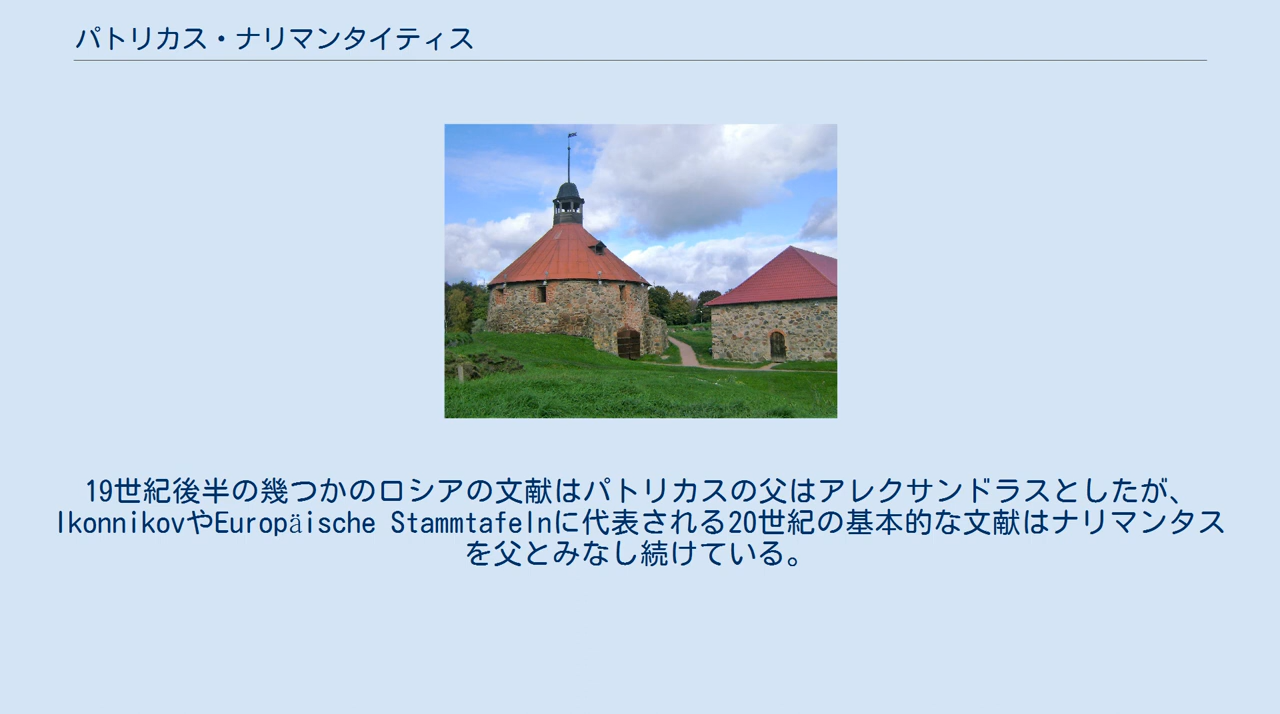 パトリカス・ナリマンタイティス
19世紀後半の幾つかのロシアの文献はパトリカスの父はアレクサンドラスとしたが、
IkonnikovやEuropäische Stammtafelnに代表される20世紀の基本的な文献はナリマンタス
を父とみなし続けている。